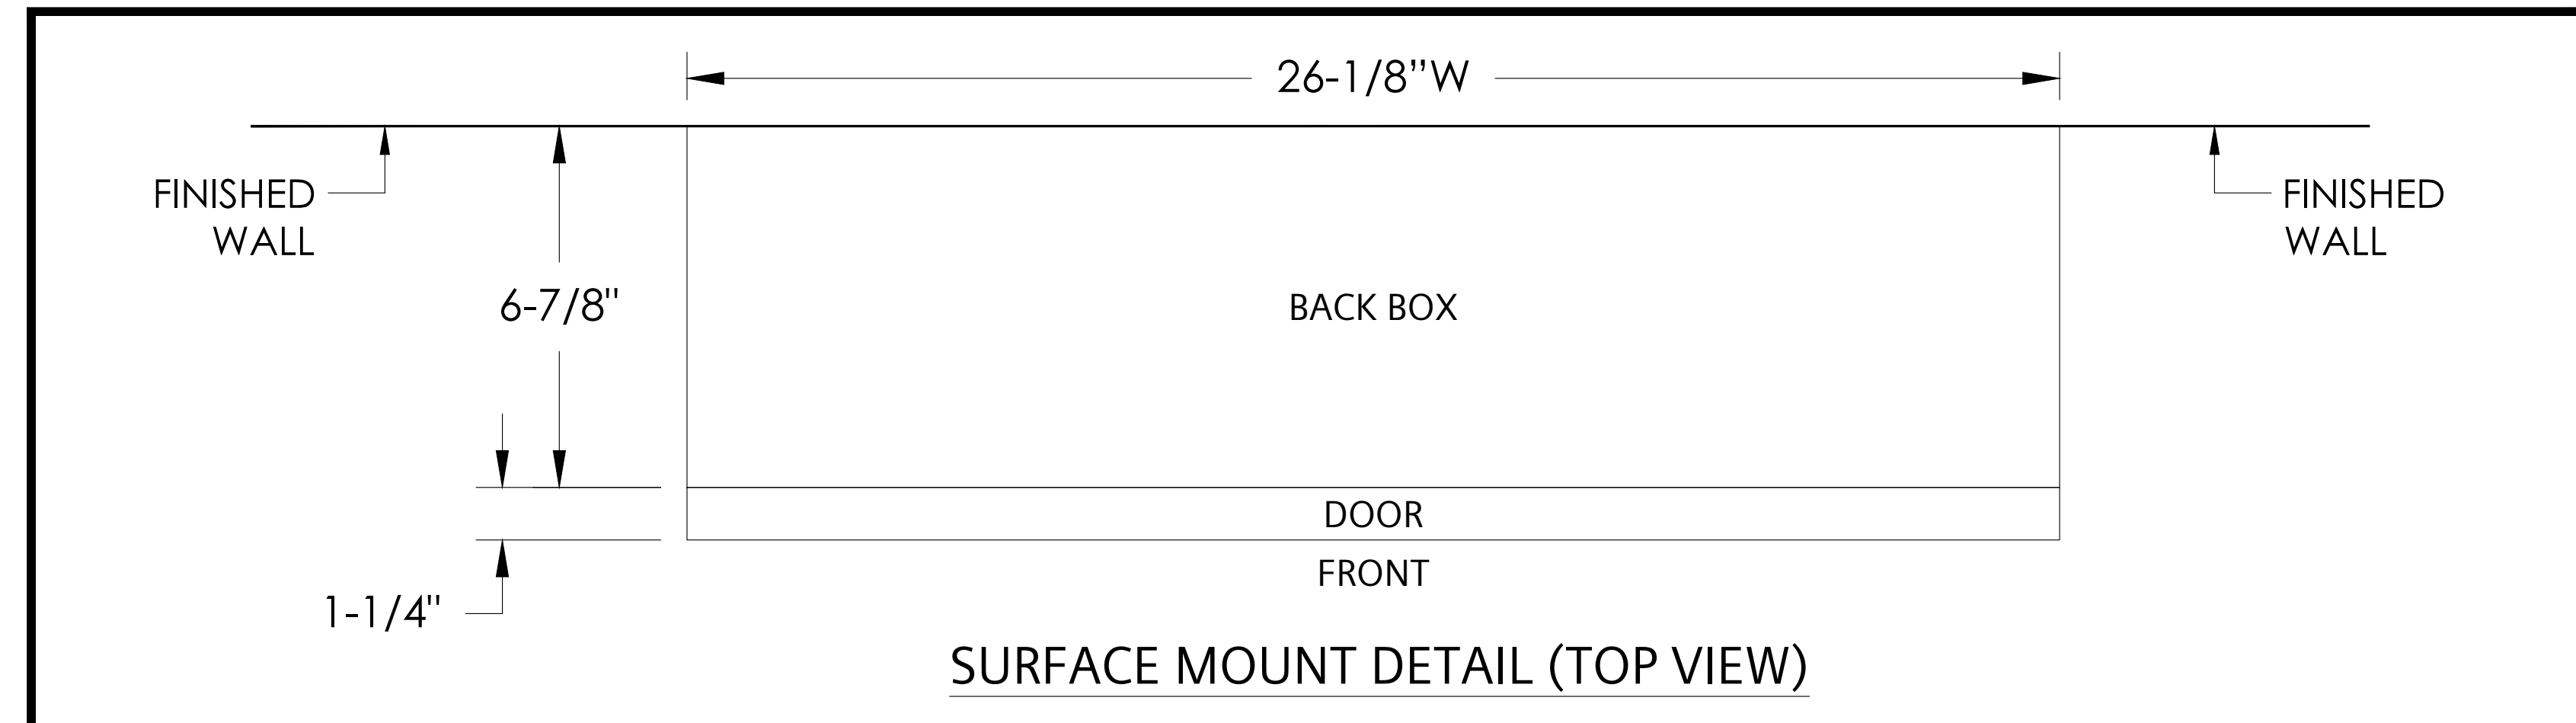 26-1/8”W
FINISHED
WALL
FINISHED
WALL
6-7/8"
BACK BOX
DOOR
FRONT
1-1/4"
SURFACE MOUNT DETAIL (TOP VIEW)